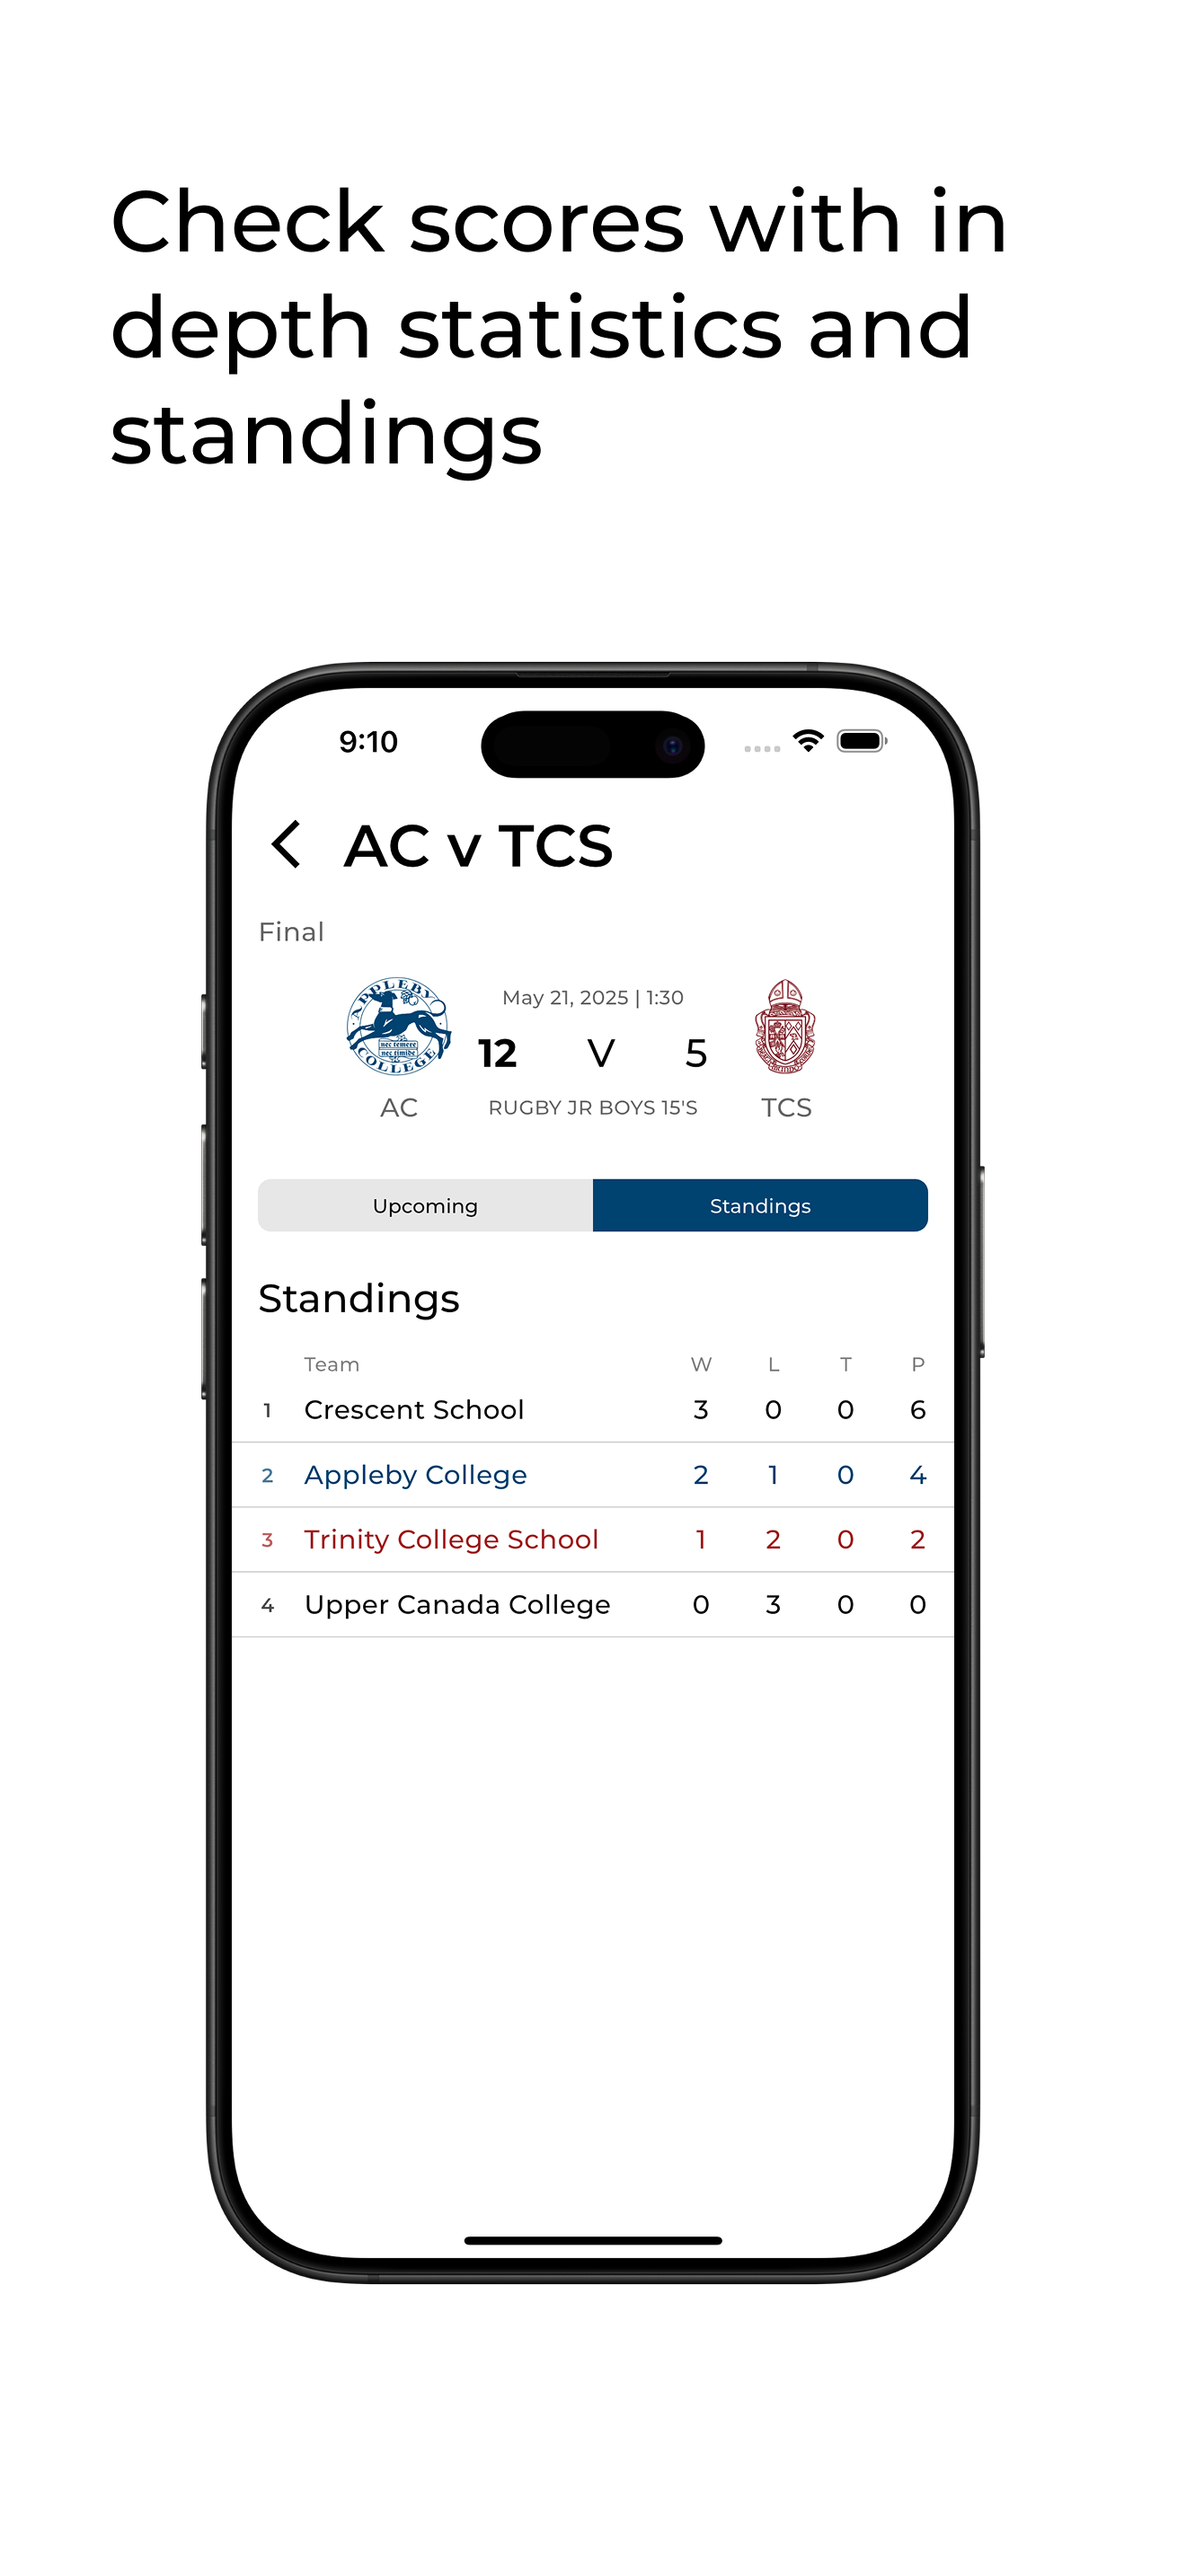 Check scores with in
depth statistics and
standings
9:10
AC v TCS
Final
APPLEBY
nec temere
nec timide
COLLEGE
May 21, 2025 | 1:30
12 V 5
AC RUGBY JR BOYS 15'S TCS
Upcoming Standings
Standings
Team W L T P
1 Crescent School 3 0 0 6
2 Appleby College 2 1 0 4
3 Trinity College School 1 2 0 2
4 Upper Canada College 0 3 0 0